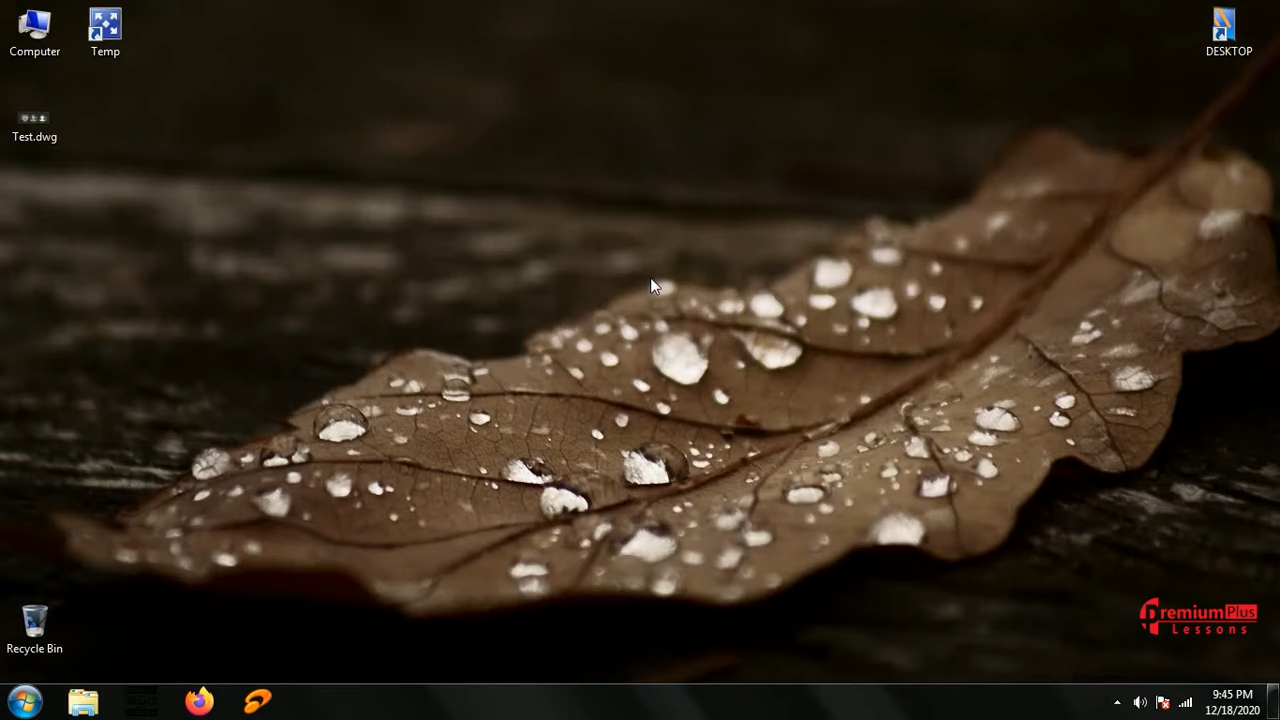 Computer
Temp
DESKTOP
Test.dwg
PremiumPlus
Lessons
Recycle Bin
9:45 PM
12/18/2020